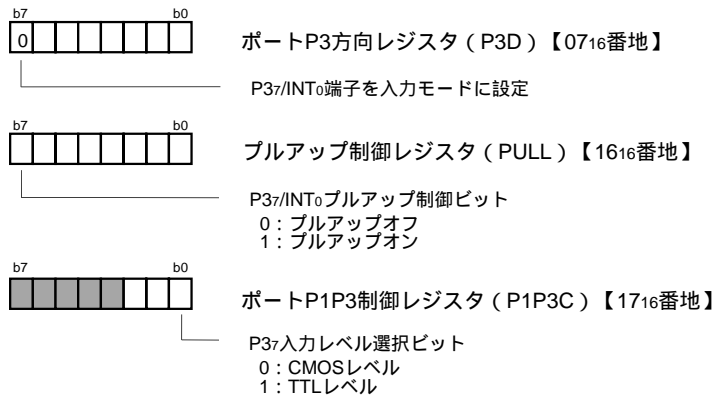 b7 b0
0 ポートP3方向レジスタ(P3D)【0716番地】
P37/INT0端子を入力モードに設定
b7 b0
プルアップ制御レジスタ(PULL)【1616番地】
P37/INT0プルアップ制御ビット
0:プルアップオフ
1:プルアップオン
b7 b0
ポートP1P3制御レジスタ(P1P3C)【1716番地】
P37入力レベル選択ビット
0:CMOSレベル
1:TTLレベル